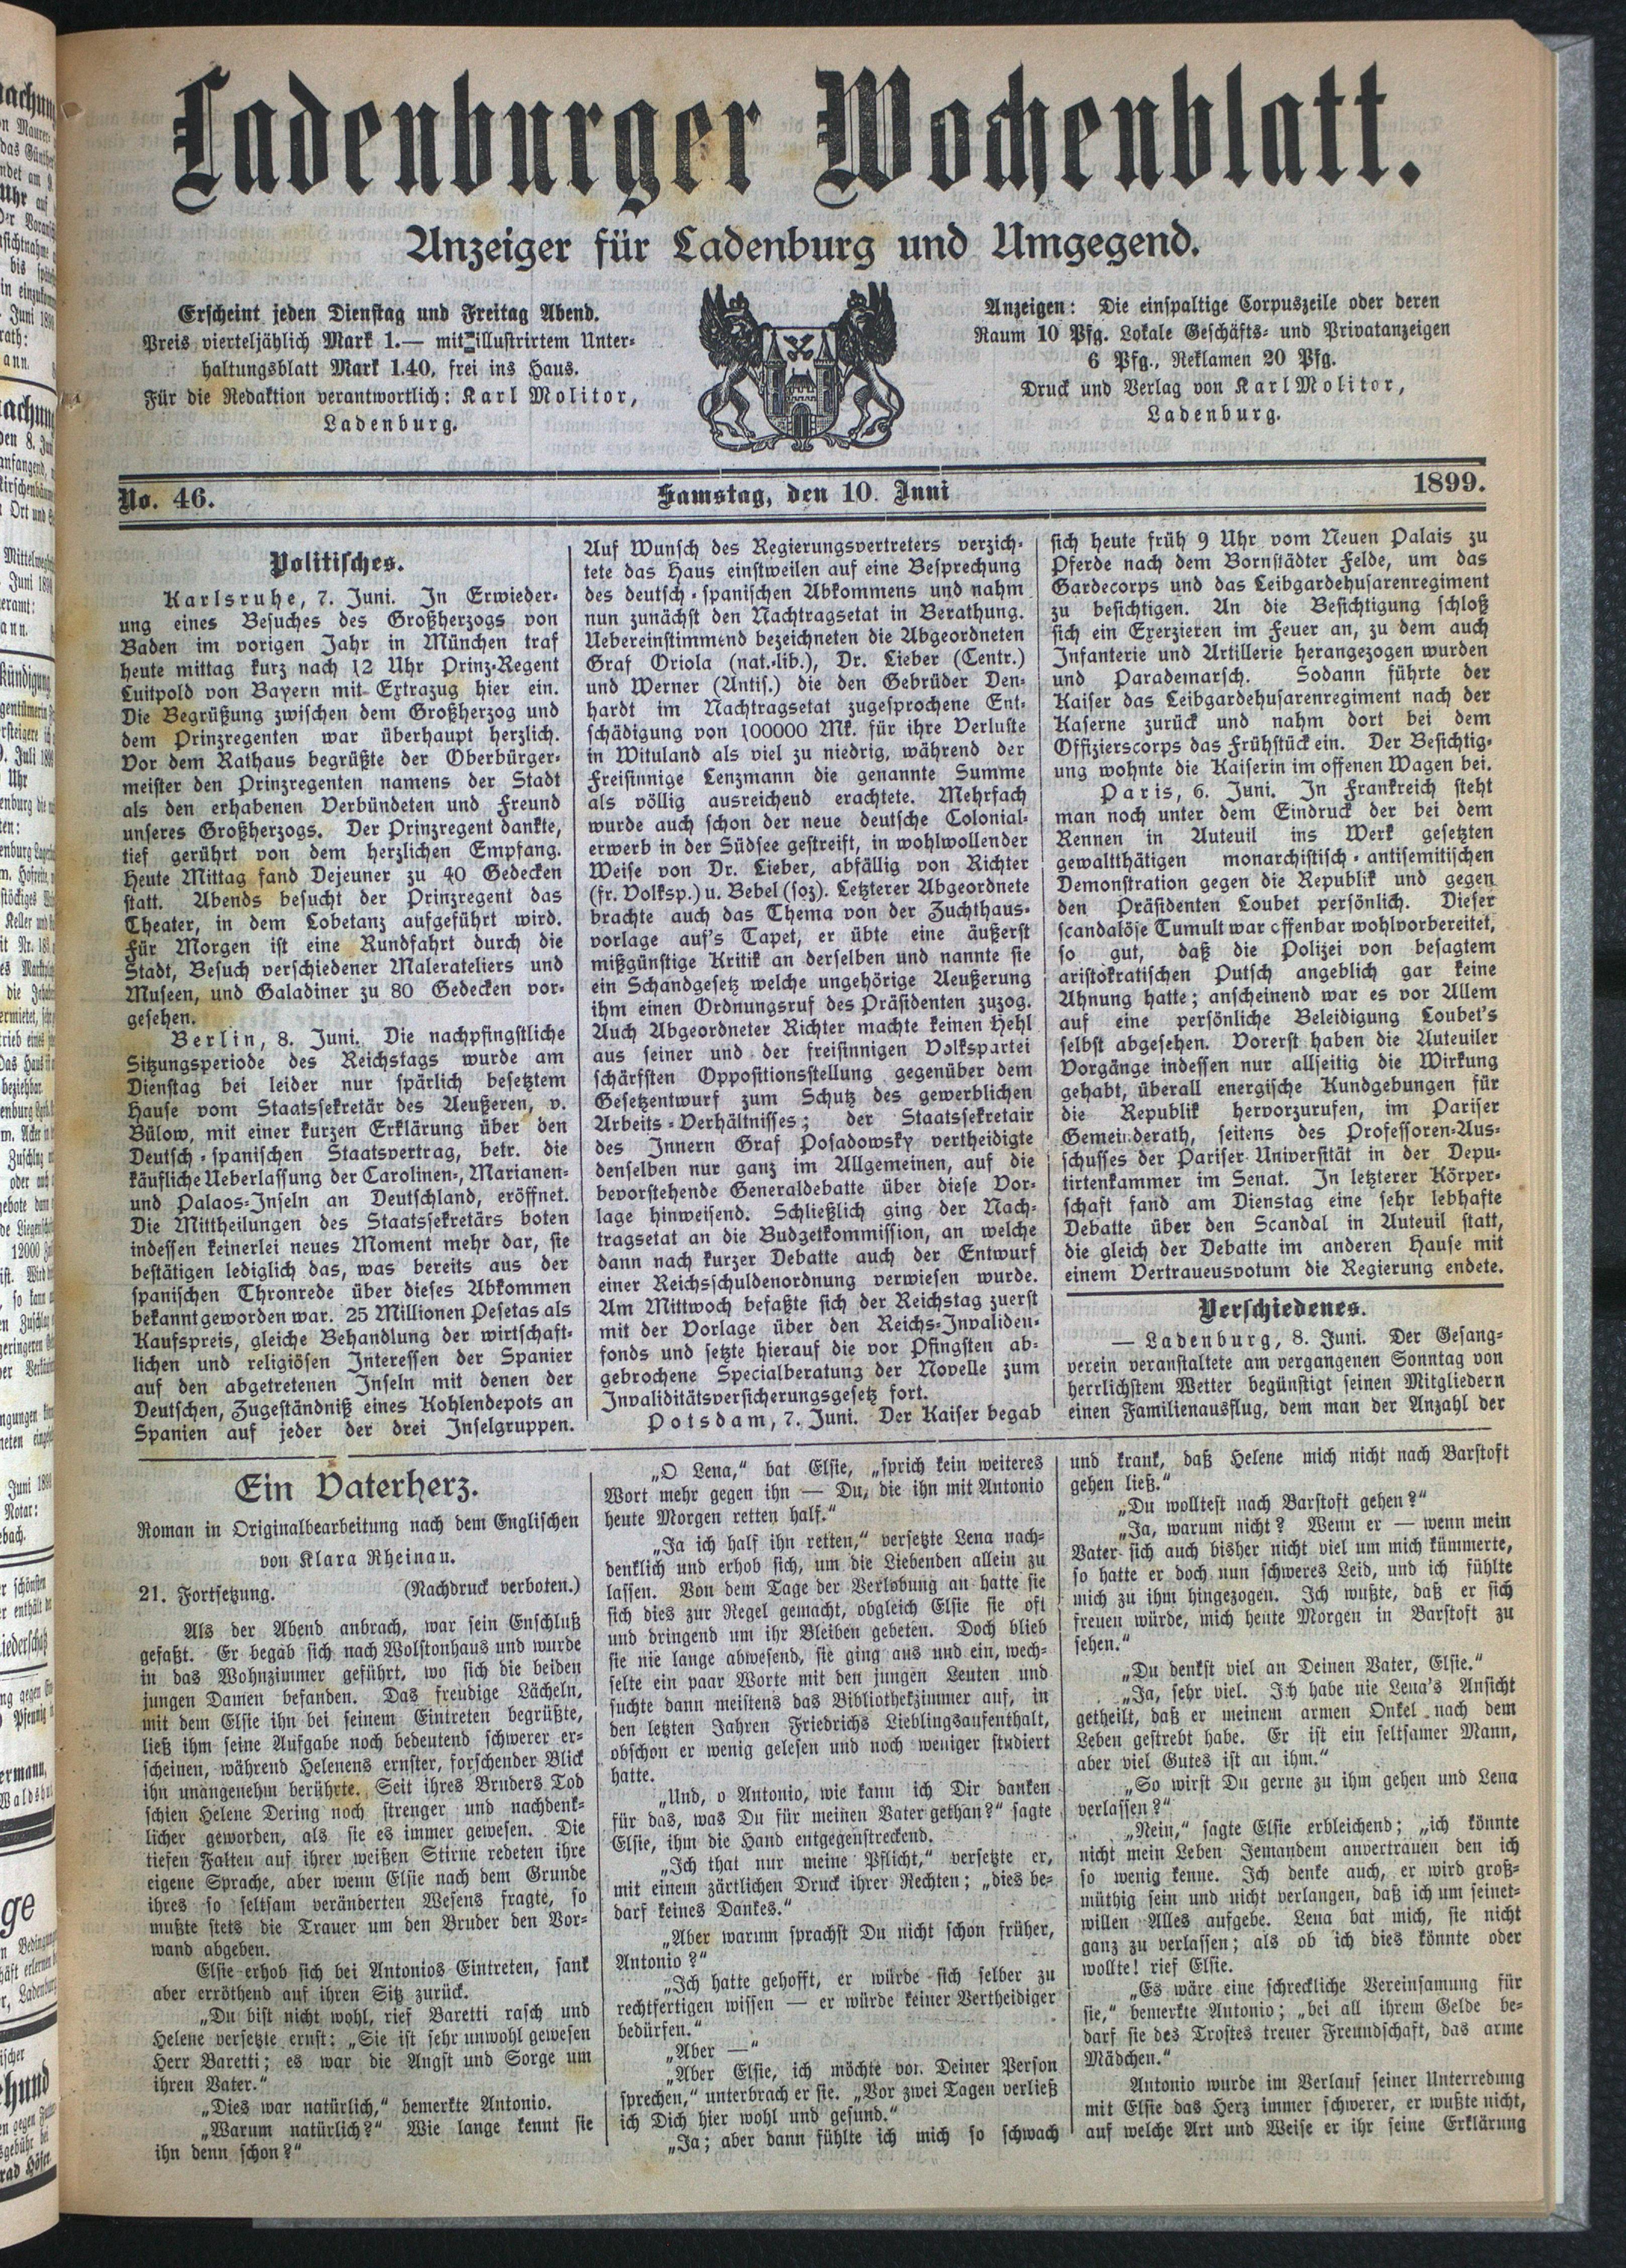 Ladenburger Wochenblatt.
Anzeiger für Ladenburg und Umgegend.
Erscheint jeden Dienstag und Freitag Abend.
Preis vierteljählich Mark 1.— mit illustrirtem Unter-
haltungsblatt Mark 1.40, frei ins Haus.
Für die Redaktion verantwortlich: Karl Molitor,
Ladenburg.
Anzeigen: Die einspaltige Corpuszeile oder deren
Raum 10 Pfg. Lokale Geschäfts- und Privatanzeigen
6 Pfg., Reklamen 20 Pfg.
Druck und Verlag von Karl Molitor,
Ladenburg.
No. 46.
Samstag, den 10. Juni
1899.
Politisches.
Karlsruhe, 7. Juni. In Erwieder-
ung eines Besuches des Großherzogs von
Baden im vorigen Jahr in München traf
heute mittag kurz nach 12 Uhr Prinz-Regent
Luitpold von Bayern mit Extrazug hier ein.
Die Begrüßung zwischen dem Großherzog und
dem Prinzregenten war überhaupt herzlich.
Vor dem Rathaus begrüßte der Oberbürger-
meister den Prinzregenten namens der Stadt
als den erhabenen Verbündeten und Freund
unseres Großherzogs. Der Prinzregent dankte,
tief gerührt von dem herzlichen Empfang.
Heute Mittag fand Dejeuner zu 40 Gedecken
statt. Abends besucht der Prinzregent das
Theater, in dem Lobetanz aufgeführt wird.
Für Morgen ist eine Rundfahrt durch die
Stadt, Besuch verschiedener Malerateliers und
Museen, und Galadiner zu 80 Gedecken vor-
gesehen.
Berlin, 8. Juni. Die nachpfingstliche
Sitzungsperiode des Reichstags wurde am
Dienstag bei leider nur spärlich besetztem
Hause vom Staatssekretär des Aeußeren, v.
Bülow, mit einer kurzen Erklärung über den
Deutsch-spanischen Staatsvertrag, betr. die
käufliche Ueberlassung der Carolinen-, Marianen-
und Palaos-Inseln an Deutschland, eröffnet.
Die Mittheilungen des Staatssekretärs boten
indessen keinerlei neues Moment mehr dar, sie
bestätigen lediglich das, was bereits aus der
spanischen Thronrede über dieses Abkommen
bekannt geworden war. 25 Millionen Pesetas als
Kaufspreis, gleiche Behandlung der wirtschaft-
lichen und religiösen Interessen der Spanier
auf den abgetretenen Inseln mit denen der
Deutschen, Zugeständniß eines Kohlendepots an
Spanien auf jeder der drei Inselgruppen.
Auf Wunsch des Regierungsvertreters verzich-
tete das Haus einstweilen auf eine Besprechung
des deutsch-spanischen Abkommens und nahm
nun zunächst den Nachtragsetat in Berathung.
Uebereinstimmend bezeichneten die Abgeordneten
Graf Oriola (nat.-lib.), Dr. Lieber (Centr.)
und Werner (Antis.) die den Gebrüder Den-
hardt im Nachtragsetat zugesprochene Ent-
schädigung von 100000 Mk. für ihre Verluste
in Wituland als viel zu niedrig, während der
Freisinnige Lenzmann die genannte Summe
als völlig ausreichend erachtete. Mehrfach
wurde auch schon der neue deutsche Colonial-
erwerb in der Südsee gestreift, in wohlwollender
Weise von Dr. Lieber, abfällig von Richter
(fr. Volksp.) u. Bebel (soz). Letzterer Abgeordnete
brachte auch das Thema von der Zuchthaus-
vorlage auf's Tapet, er übte eine äußerst
mißgünstige Kritik an derselben und nannte sie
ein Schandgesetz welche ungehörige Aeußerung
ihm einen Ordnungsruf des Präsidenten zuzog.
Auch Abgeordneter Richter machte keinen Hehl
aus seiner und der freisinnigen Volkspartei
schärfsten Oppositionsstellung gegenüber dem
Gesetzentwurf zum Schutz des gewerblichen
Arbeits-Verhältnisses; der Staatssekretair
des Innern Graf Posadowsky vertheidigte
denselben nur ganz im Allgemeinen, auf die
bevorstehende Generaldebatte über diese Vor-
lage hinweisend. Schließlich ging der Nach-
tragsetat an die Budgetkommission, an welche
dann nach kurzer Debatte auch der Entwurf
einer Reichsschuldenordnung verwiesen wurde.
Am Mittwoch befaßte sich der Reichstag zuerst
mit der Vorlage über den Reichs-Invaliden-
fonds und setzte hierauf die vor Pfingsten ab-
gebrochene Specialberatung der Novelle zum
Invaliditätsversicherungsgesetz fort.
Potsdam, 7. Juni. Der Kaiser begab
sich heute früh 9 Uhr vom Neuen Palais zu
Pferde nach dem Bornstädter Felde, um das
Gardecorps und das Leibgardehusarenregiment
zu besichtigen. An die Besichtigung schloß
sich ein Exerzieren im Feuer an, zu dem auch
Infanterie und Artillerie herangezogen wurden
und Parademarsch. Sodann führte der
Kaiser das Leibgardehusarenregiment nach der
Kaserne zurück und nahm dort bei dem
Offizierscorps das Frühstück ein. Der Besichtig-
ung wohnte die Kaiserin im offenen Wagen bei.
Paris, 6. Juni. In Frankreich steht
man noch unter dem Eindruck der bei dem
Rennen in Auteuil ins Werk gesetzten
gewaltthätigen monarchistisch-antisemitischen
Demonstration gegen die Republik und gegen
den Präsidenten Loubet persönlich. Dieser
scandalöse Tumult war offenbar wohlvorbereitet,
so gut, daß die Polizei von besagtem
aristokratischen Putsch angeblich gar keine
Ahnung hatte; anscheinend war es vor Allem
auf eine persönliche Beleidigung Loubet's
selbst abgesehen. Vorerst haben die Auteuiler
Vorgänge indessen nur allseitig die Wirkung
gehabt, überall energische Kundgebungen für
die Republik hervorzurufen, im Pariser
Gemeinderath, seitens des Professoren-Aus-
schusses der Pariser Universität in der Depu-
tirtenkammer im Senat. In letzterer Körper-
schaft fand am Dienstag eine sehr lebhafte
Debatte über den Scandal in Auteuil statt,
die gleich der Debatte im anderen Hause mit
einem Vertraueusvotum die Regierung endete.
Verschiedenes.
— Ladenburg, 8. Juni. Der Gesang-
verein veranstaltete am vergangenen Sonntag von
herrlichstem Wetter begünstigt seinen Mitgliedern
einen Familienausflug, dem man der Anzahl der
Ein Vaterherz.
Roman in Originalbearbeitung nach dem Englischen
von Klara Rheinau.
21. Fortsetzung. (Nachdruck verboten.)
Als der Abend anbrach, war sein Enschluß
gefaßt. Er begab sich nach Wolstonhaus und wurde
in das Wohnzimmer geführt, wo sich die beiden
jungen Damen befanden. Das freudige Lächeln,
mit dem Elsie ihn bei seinem Eintreten begrüßte,
ließ ihm seine Aufgabe noch bedeutend schwerer er-
scheinen, während Helenens ernster, forschender Blick
ihn unangenehm berührte. Seit ihres Bruders Tod
schien Helene Dering noch strenger und nachdenk-
licher geworden, als sie es immer gewesen. Die
tiefen Falten auf ihrer weißen Stirne redeten ihre
eigene Sprache, aber wenn Elsie nach dem Grunde
ihres so seltsam veränderten Wesens fragte, so
mußte stets die Trauer um den Bruder den Vor-
wand abgeben.
Elsie erhob sich bei Antonios Eintreten, sank
aber erröthend auf ihren Sitz zurück.
„Du bist nicht wohl, rief Baretti rasch und
Helene versetzte ernst: „Sie ist sehr unwohl gewesen
Herr Baretti; es war die Angst und Sorge um
ihren Vater.“
„Dies war natürlich,“ bemerkte Antonio.
„Warum natürlich?“ Wie lange kennt sie
ihn denn schon?“
„O Lena,“ bat Elsie, „sprich kein weiteres
Wort mehr gegen ihn — Du, die ihn mit Antonio
heute Morgen retten half.“
„Ja ich half ihn retten,“ versetzte Lena nach-
denklich und erhob sich, um die Liebenden allein zu
lassen. Von dem Tage der Verlobung an hatte sie
sich dies zur Regel gemacht, obgleich Elsie sie oft
und dringend um ihr Bleiben gebeten. Doch blieb
sie nie lange abwesend, sie ging aus und ein, wech-
selte ein paar Worte mit den jungen Leuten und
suchte dann meistens das Bibliothekzimmer auf, in
den letzten Jahren Friedrichs Lieblingsaufenthalt,
obschon er wenig gelesen und noch weniger studiert
hatte.
„Und, o Antonio, wie kann ich Dir danken
für das, was Du für meinen Vater gethan?“ sagte
Elsie, ihm die Hand entgegenstreckend.
„Ich that nur meine Pflicht,“ versetzte er,
mit einem zärtlichen Druck ihrer Rechten; „dies be-
darf keines Dankes.“
„Aber warum sprachst Du nicht schon früher,
Antonio?“
„Ich hatte gehofft, er würde sich selber zu
rechtfertigen wissen — er würde keiner Vertheidiger
bedürfen.“
„Aber —“
„Aber Elsie, ich möchte von Deiner Person
sprechen,“ unterbrach er sie. „Vor zwei Tagen verließ
ich Dich hier wohl und gesund.“
„Ja; aber dann fühlte ich mich so schwach
und krank, daß Helene mich nicht nach Barstoft
gehen ließ.“
„Du wolltest nach Barstoft gehen?“
„Ja, warum nicht? Wenn er — wenn mein
Vater sich auch bisher nicht viel um mich kümmerte,
so hatte er doch nun schweres Leid, und ich fühlte
mich zu ihm hingezogen. Ich wußte, daß er sich
freuen würde, mich heute Morgen in Barstoft zu
sehen.“
„Du denkst viel an Deinen Vater, Elsie.“
„Ja, sehr viel. Ich habe nie Lena's Ansicht
getheilt, daß er meinem armen Onkel nach dem
Leben gestrebt habe. Er ist ein seltsamer Mann,
aber viel Gutes ist an ihm.“
„So wirst Du gerne zu ihm gehen und Lena
verlassen?“
„Nein,“ sagte Elsie erbleichend; „ich könnte
nicht mein Leben Jemandem anvertrauen den ich
so wenig kenne. Ich denke auch, er wird groß-
müthig sein und nicht verlangen, daß ich um seinet-
willen Alles aufgebe. Lena bat mich, sie nicht
ganz zu verlassen; als ob ich dies könnte oder
wollte! rief Elsie.
„Es wäre eine schreckliche Vereinsamung für
sie,“ bemerkte Antonio; „bei all ihrem Gelde be-
darf sie des Trostes treuer Freundschaft, das arme
Mädchen.“
Antonio wurde im Verlauf seiner Unterredung
mit Elsie das Herz immer schwerer, er wußte nicht,
auf welche Art und Weise er ihr seine Erklärung